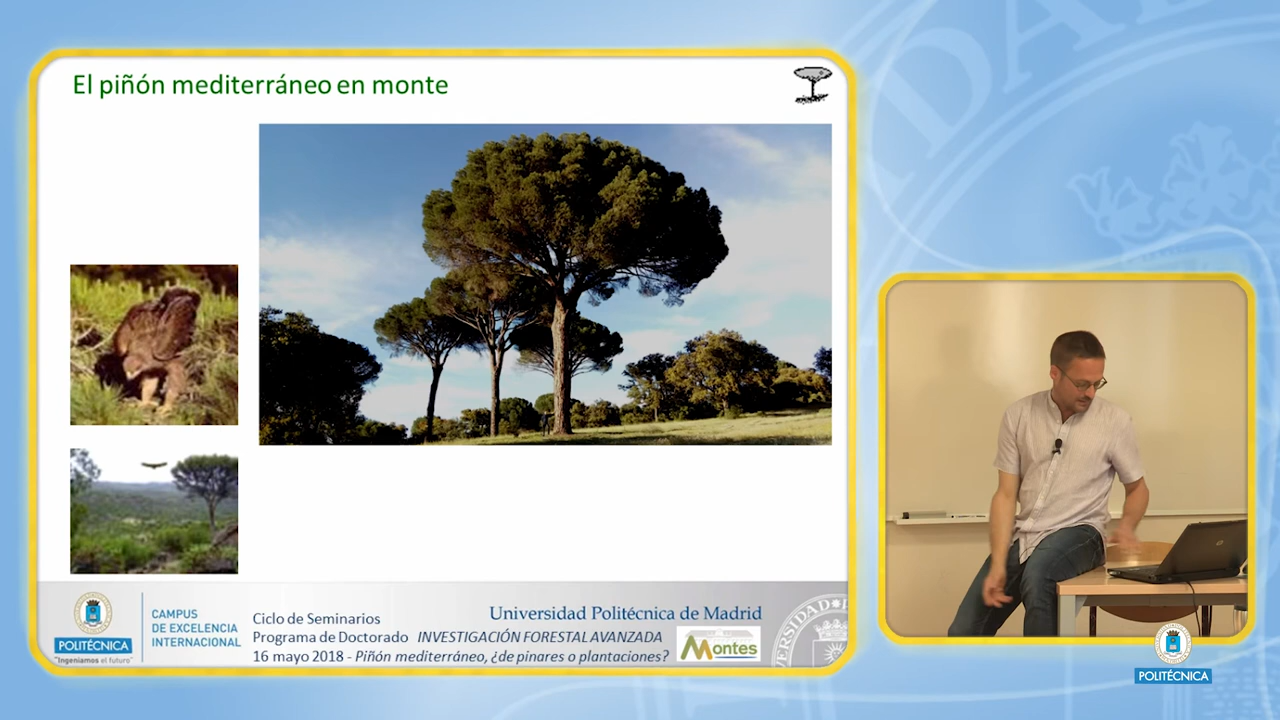 El piñón mediterráneo en monte
POLITÉCNICA
"Ingeniamos el futuro"
CAMPUS
DE EXCELENCIA
INTERNACIONAL
Ciclo de Seminarios
Universidad Politécnica de Madrid
Programa de Doctorado INVESTIGACIÓN FORESTAL AVANZADA
16 mayo 2018 - Piñón mediterráneo, ¿de pinares o plantaciones?
Montes
POLITÉCNICA